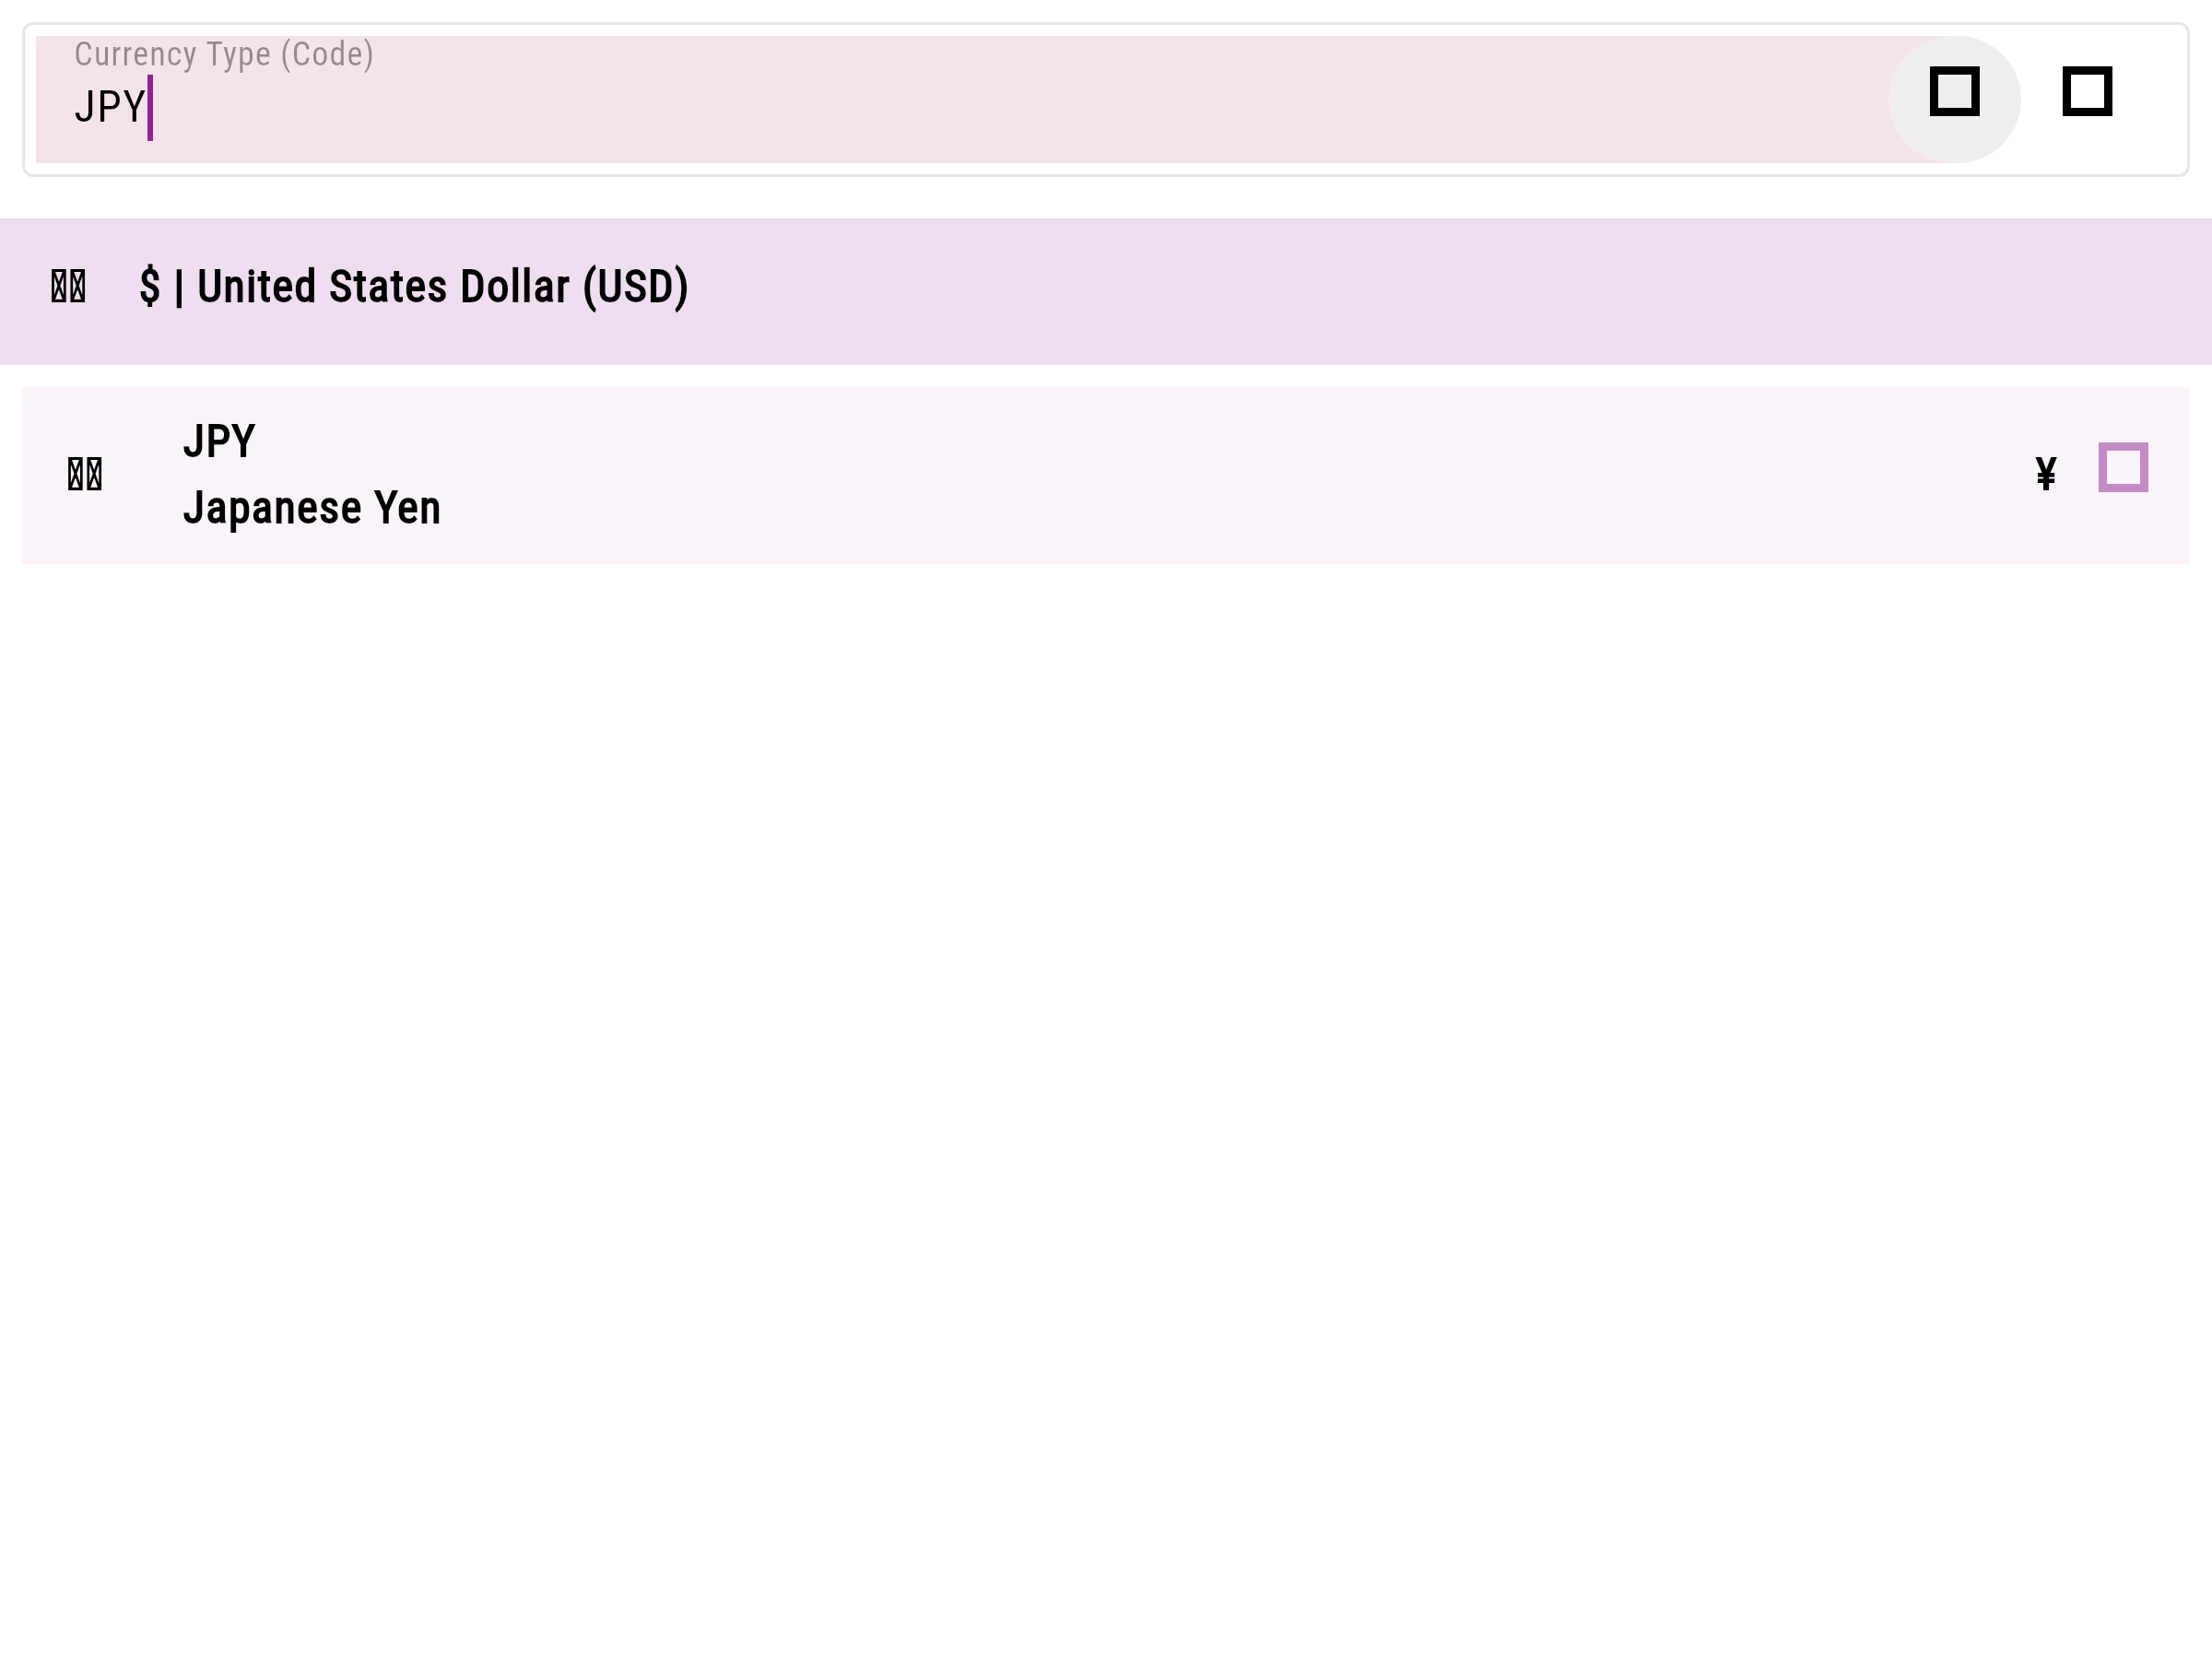 Currency Type (Code)
JPY
$ | United States Dollar (USD)
JPY
Japanese Yen
¥